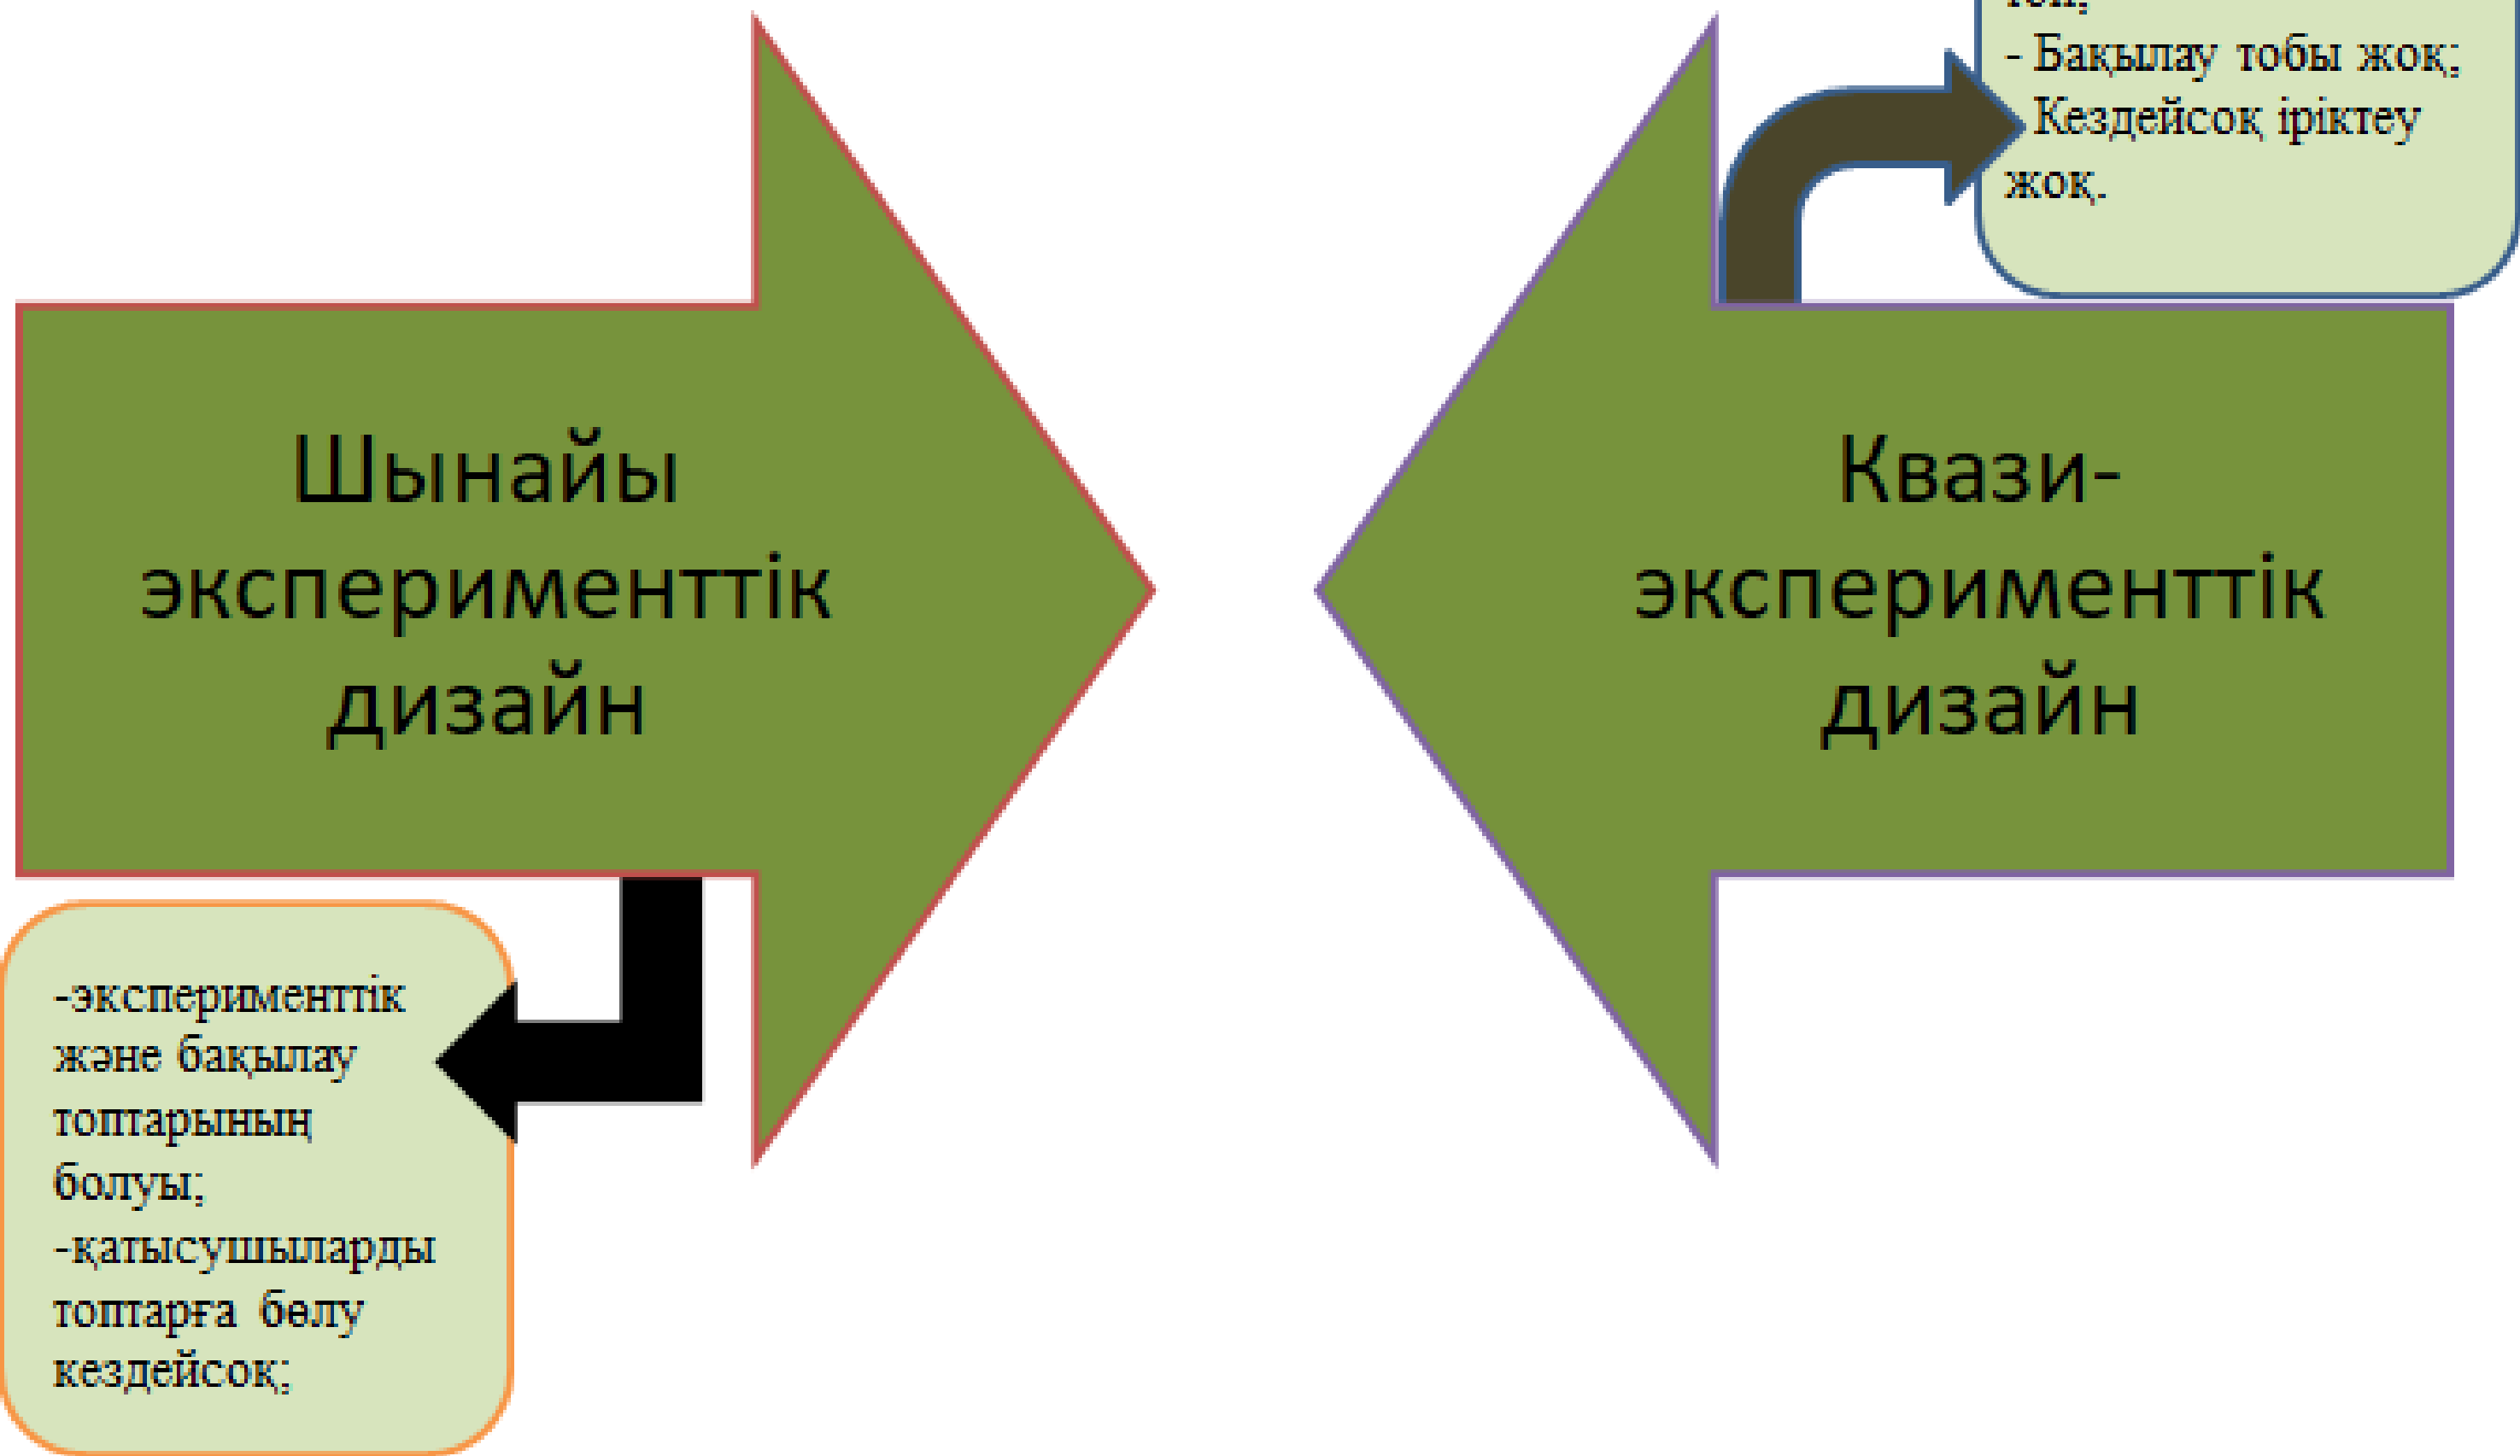 - Бақылау тобы жоқ;
- Кездейсоқ іріктеу
жоқ.
Шынайы
эксперименттік
дизайн
Квази-
эксперименттік
дизайн
-эксперименттік
және бақылау
топтарының
болуы;
-қатысушыларды
топтарға бөлу
кездейсоқ;